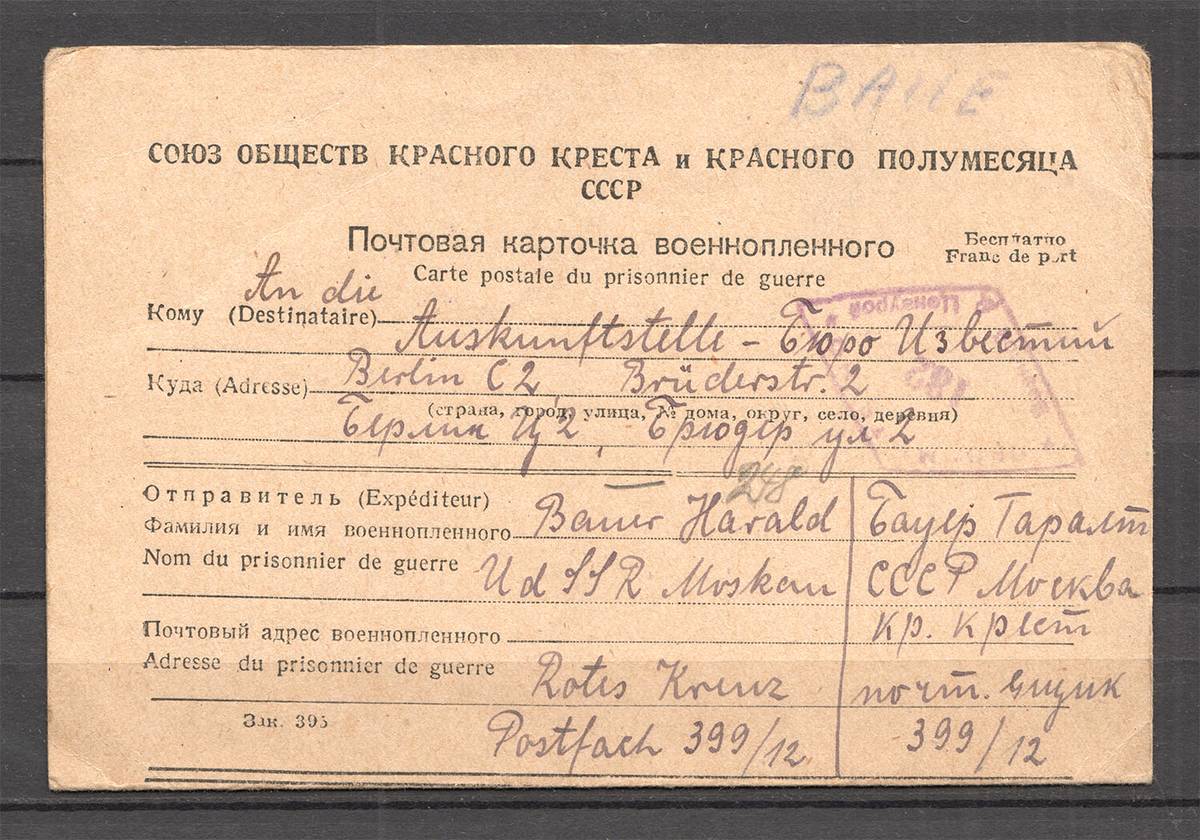 СОЮЗ ОБЩЕСТВ КРАСНОГО КРЕСТА и КРАСНОГО ПОЛУМЕСЯЦА
СССР
Почтовая карточка военнопленного
Бесплатно
Carte postale du prisonnier de guerre
Franc de port
An die
Кому (Destinataire) Auskunftstelle - Бюро Известий
Куда (Adresse) Berlin C2 Brüderstr. 2
(страна, город, улица, № дома, округ, село, деревня)
Берлин Ц2, Брюдер ул 2
248
Отправитель (Expéditeur)
Фамилия и имя военнопленного Bauer Harald Бауер Гаралт
Nom du prisonnier de guerre UdSSR Moskau СССР Москва
Почтовый адрес военнопленного кр. крест
Adresse du prisonnier de guerre Rotes Kreuz почт. ящик
Зак. 395 Postfach 399/12 399/12